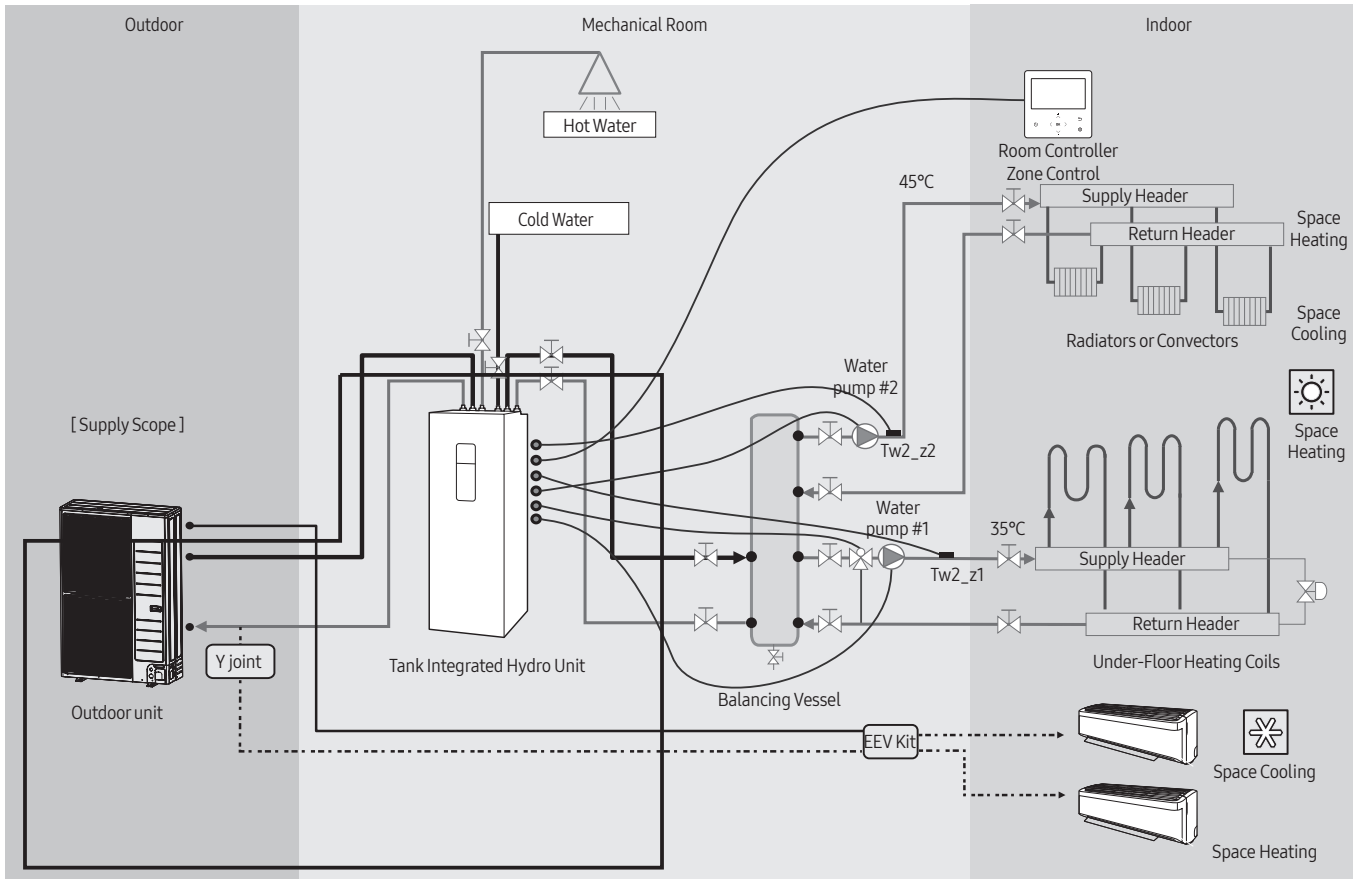 Outdoor
Mechanical Room
Indoor
Hot Water
Room Controller
Zone Control
45°C
Supply Header
Cold Water
Return Header
Space
Heating
Space
Cooling
Radiators or Convectors
Water
pump #2
[ Supply Scope ]
Tw2_z2
Space
Heating
Water
pump #1
35°C
Supply Header
Tw2_z1
Return Header
Y joint
Tank Integrated Hydro Unit
Under-Floor Heating Coils
Balancing Vessel
Outdoor unit
EEV Kit
Space Cooling
Space Heating